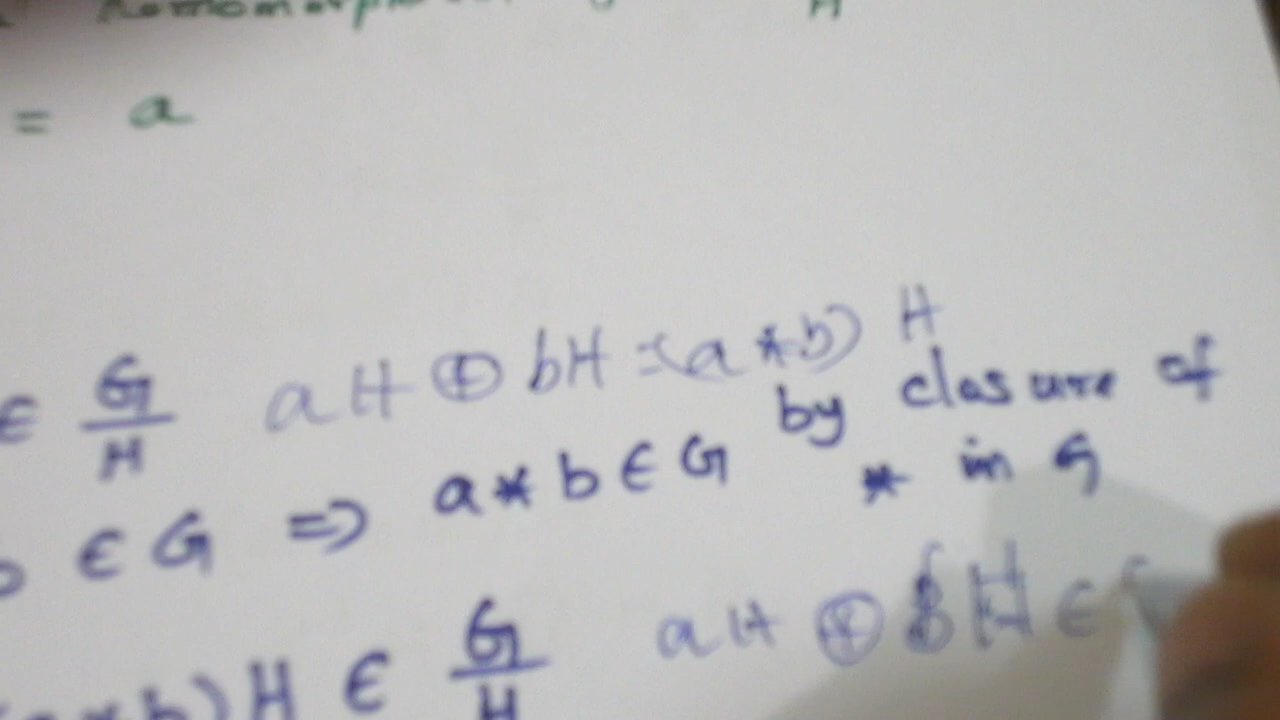 H
= a
∈ G/H aH ⊕ bH = (a * b) H
∈ G ⇒ a * b ∈ G by closure of
* in G
b) H ∈ G/H aH ⊕ bH ∈